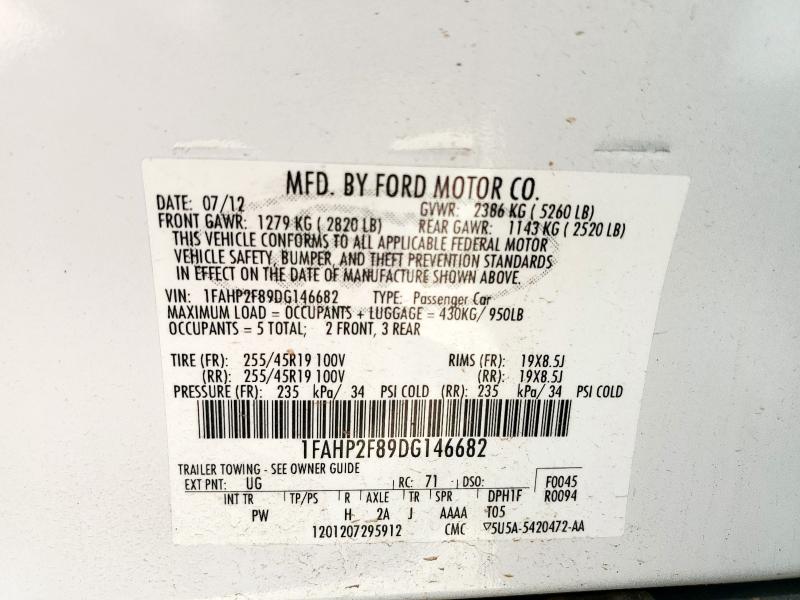 MFD. BY FORD MOTOR CO.
DATE: 07/12 GVWR: 2386 KG ( 5260 LB)
FRONT GAWR: 1279 KG ( 2820 LB) REAR GAWR: 1143 KG ( 2520 LB)
THIS VEHICLE CONFORMS TO ALL APPLICABLE FEDERAL MOTOR
VEHICLE SAFETY, BUMPER, AND THEFT PREVENTION STANDARDS
IN EFFECT ON THE DATE OF MANUFACTURE SHOWN ABOVE.
VIN: 1FAHP2F89DG146682 TYPE: Passenger Car
MAXIMUM LOAD = OCCUPANTS + LUGGAGE = 430KG/ 950LB
OCCUPANTS = 5 TOTAL; 2 FRONT, 3 REAR
TIRE (FR): 255/45R19 100V RIMS (FR): 19X8.5J
(RR): 255/45R19 100V (RR): 19X8.5J
PRESSURE (FR): 235 kPa/ 34 PSI COLD (RR): 235 kPa/ 34 PSI COLD
1FAHP2F89DG146682
TRAILER TOWING - SEE OWNER GUIDE
EXT PNT: UG RC: 71 DSO: F0045
INT TR TP/PS R AXLE TR SPR DPH1F R0094
PW H 2A J AAAA T05
1201207295912 CMC ▽5U5A-5420472-AA